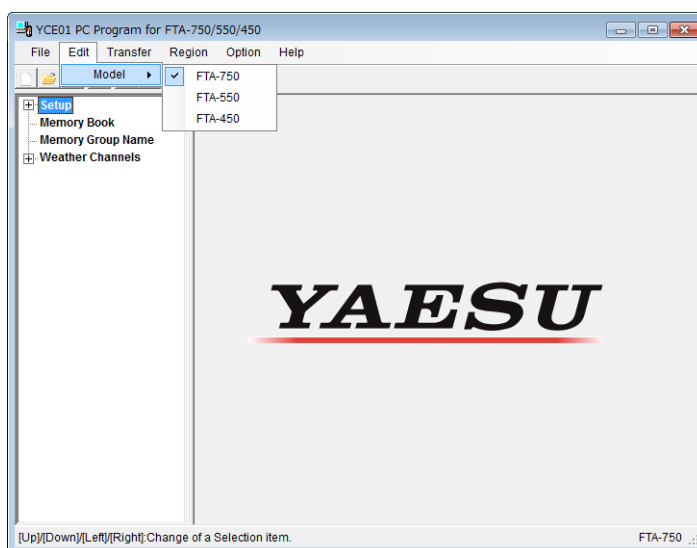 YCE01 PC Program for FTA-750/550/450
File Edit Transfer Region Option Help
Model
FTA-750
FTA-550
FTA-450
Setup
Memory Book
Memory Group Name
Weather Channels
YAESU
[Up]/[Down]/[Left]/[Right]:Change of a Selection item. FTA-750